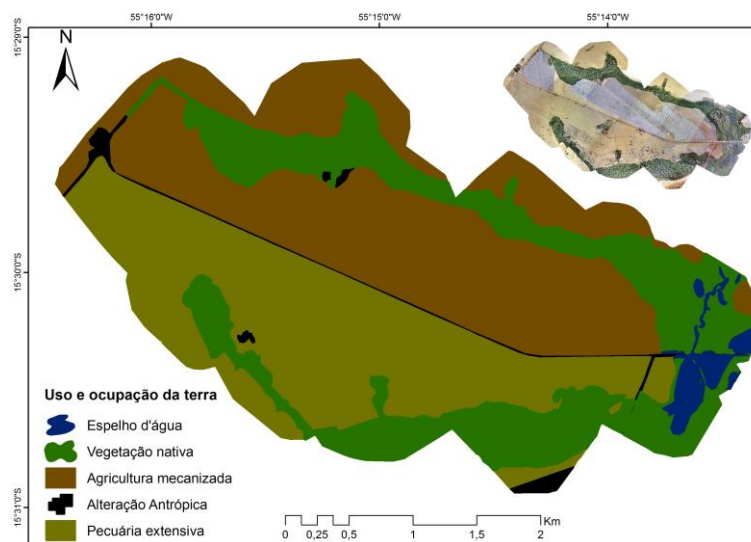 55°16'0"W 55°15'0"W 55°14'0"W
15°29'0"S
N
15°30'0"S
Uso e ocupação da terra
Espelho d'água
Vegetação nativa
Agricultura mecanizada
Alteração Antrópica
Pecuária extensiva
15°31'0"S
Km
0 0,25 0,5 1 1,5 2